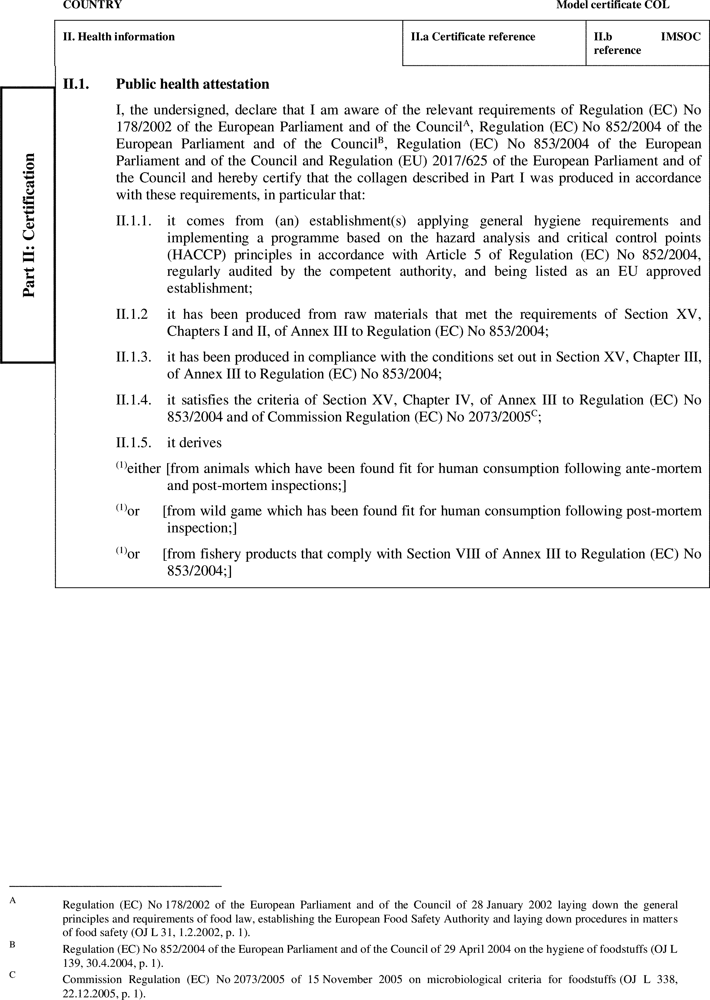 COUNTRY Model certificate COL
II. Health information II.a Certificate reference II.b IMSOC
reference
Part II: Certification
II.1. Public health attestation
I, the undersigned, declare that I am aware of the relevant requirements of Regulation (EC) No
178/2002 of the European Parliament and of the Council^A, Regulation (EC) No 852/2004 of the
European Parliament and of the Council^B, Regulation (EC) No 853/2004 of the European
Parliament and of the Council and Regulation (EU) 2017/625 of the European Parliament and of
the Council and hereby certify that the collagen described in Part I was produced in accordance
with these requirements, in particular that:
II.1.1. it comes from (an) establishment(s) applying general hygiene requirements and
implementing a programme based on the hazard analysis and critical control points
(HACCP) principles in accordance with Article 5 of Regulation (EC) No 852/2004,
regularly audited by the competent authority, and being listed as an EU approved
establishment;
II.1.2 it has been produced from raw materials that met the requirements of Section XV,
Chapters I and II, of Annex III to Regulation (EC) No 853/2004;
II.1.3. it has been produced in compliance with the conditions set out in Section XV, Chapter III,
of Annex III to Regulation (EC) No 853/2004;
II.1.4. it satisfies the criteria of Section XV, Chapter IV, of Annex III to Regulation (EC) No
853/2004 and of Commission Regulation (EC) No 2073/2005^C;
II.1.5. it derives
(1)either [from animals which have been found fit for human consumption following ante-mortem
and post-mortem inspections;]
(1)or [from wild game which has been found fit for human consumption following post-mortem
inspection;]
(1)or [from fishery products that comply with Section VIII of Annex III to Regulation (EC) No
853/2004;]
A Regulation (EC) No 178/2002 of the European Parliament and of the Council of 28 January 2002 laying down the general
principles and requirements of food law, establishing the European Food Safety Authority and laying down procedures in matters
of food safety (OJ L 31, 1.2.2002, p. 1).
B Regulation (EC) No 852/2004 of the European Parliament and of the Council of 29 April 2004 on the hygiene of foodstuffs (OJ L
139, 30.4.2004, p. 1).
C Commission Regulation (EC) No 2073/2005 of 15 November 2005 on microbiological criteria for foodstuffs (OJ L 338,
22.12.2005, p. 1).